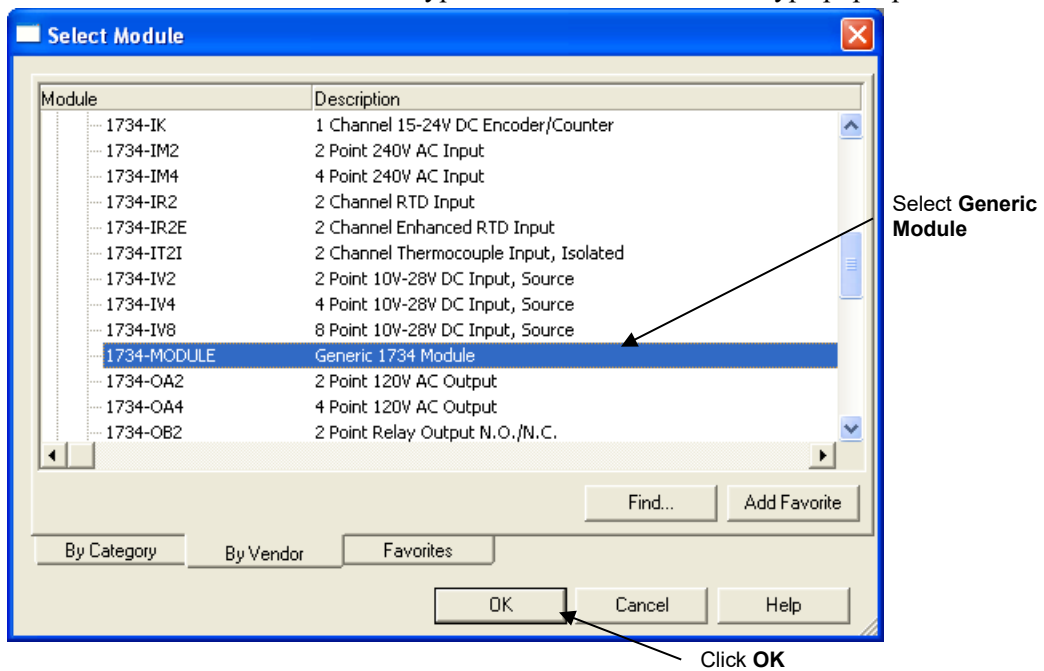 Select Module
Module Description
1734-IK 1 Channel 15-24V DC Encoder/Counter
1734-IM2 2 Point 240V AC Input
1734-IM4 4 Point 240V AC Input
1734-IR2 2 Channel RTD Input
1734-IR2E 2 Channel Enhanced RTD Input
1734-IT2I 2 Channel Thermocouple Input, Isolated
1734-IV2 2 Point 10V-28V DC Input, Source
1734-IV4 4 Point 10V-28V DC Input, Source
1734-IV8 8 Point 10V-28V DC Input, Source
1734-MODULE Generic 1734 Module
1734-OA2 2 Point 120V AC Output
1734-OA4 4 Point 120V AC Output
1734-OB2 2 Point Relay Output N.O./N.C.
Select Generic
Module
Find... Add Favorite
By Category By Vendor Favorites
OK Cancel Help
Click OK